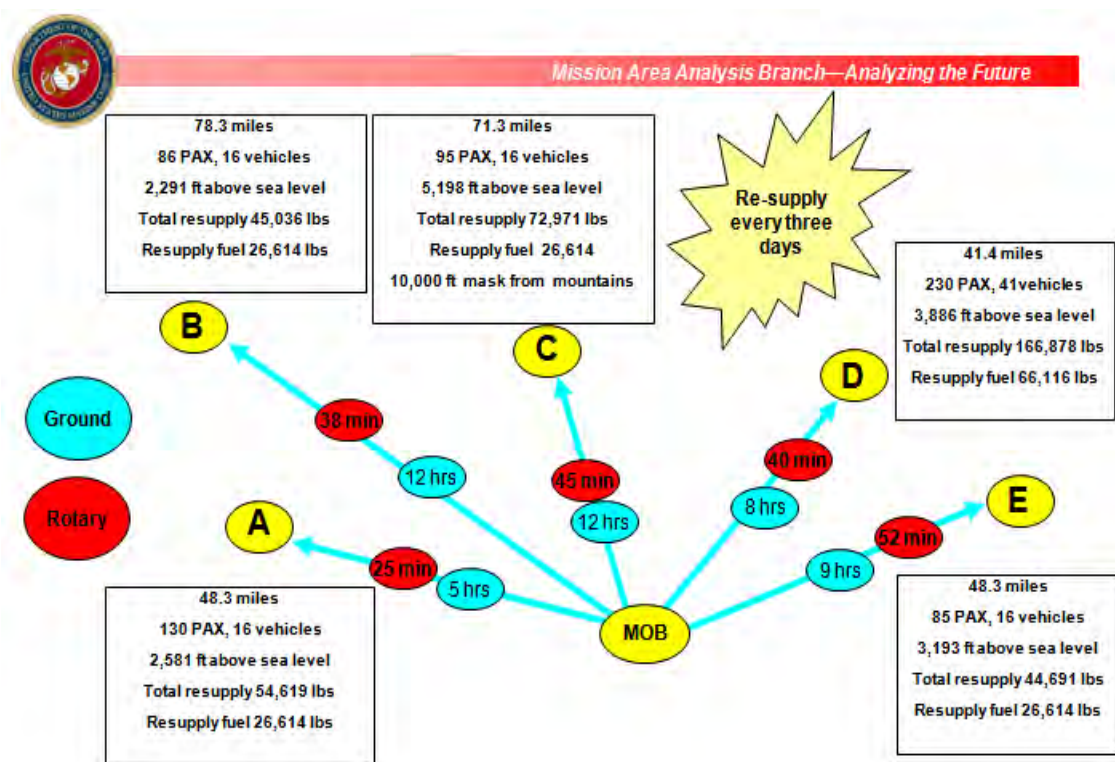 Mission Area Analysis Branch—Analyzing the Future
78.3 miles
86 PAX, 16 vehicles
2,291 ft above sea level
Total resupply 45,036 lbs
Resupply fuel 26,614 lbs
71.3 miles
95 PAX, 16 vehicles
5,198 ft above sea level
Total resupply 72,971 lbs
Resupply fuel 26,614
10,000 ft mask from mountains
Re-supply
every three
days
41.4 miles
230 PAX, 41vehicles
3,886 ft above sea level
Total resupply 166,878 lbs
Resupply fuel 66,116 lbs
B
C
D
Ground
38 min
12 hrs
45 min
12 hrs
40 min
8 hrs
Rotary
A
E
25 min
5 hrs
52 min
9 hrs
MOB
48.3 miles
130 PAX, 16 vehicles
2,581 ft above sea level
Total resupply 54,619 lbs
Resupply fuel 26,614 lbs
48.3 miles
85 PAX, 16 vehicles
3,193 ft above sea level
Total resupply 44,691 lbs
Resupply fuel 26,614 lbs